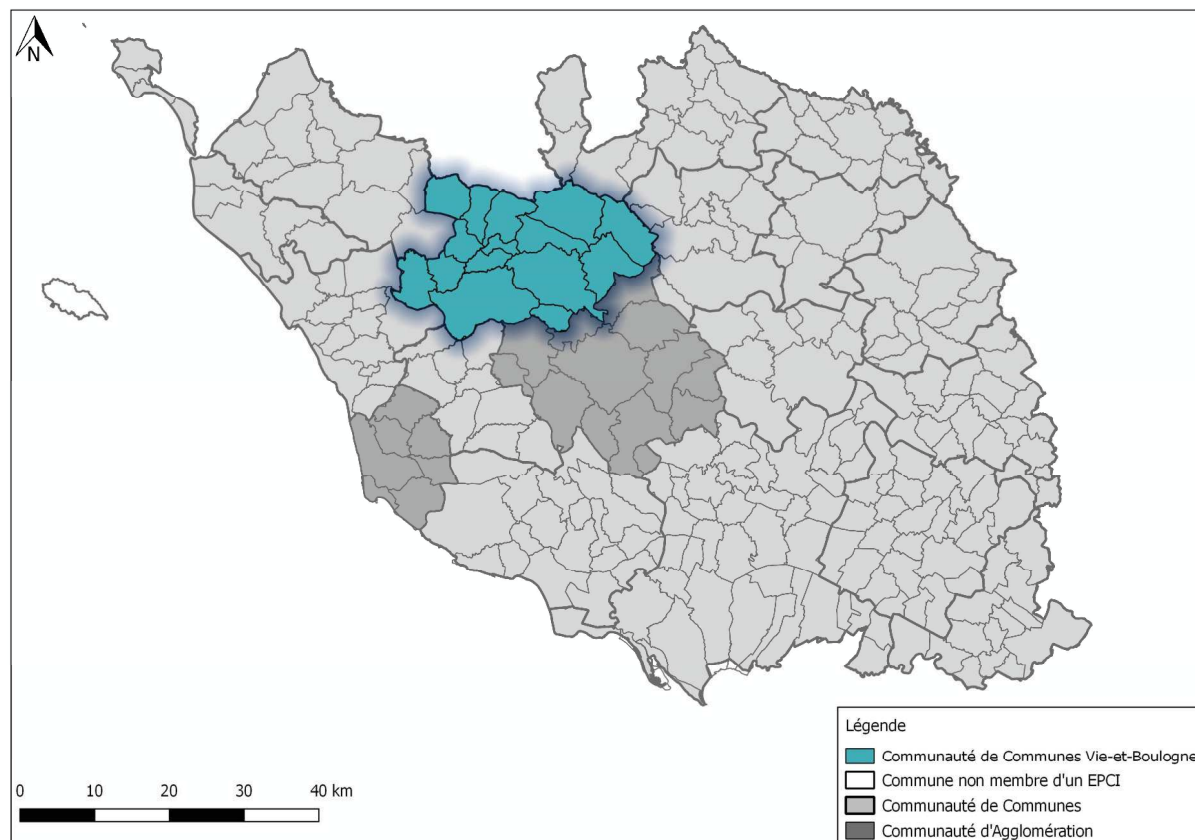 N
Légende
Communauté de Communes Vie-et-Boulogne
Commune non membre d'un EPCI
Communauté de Communes
Communauté d'Agglomération
0 10 20 30 40 km